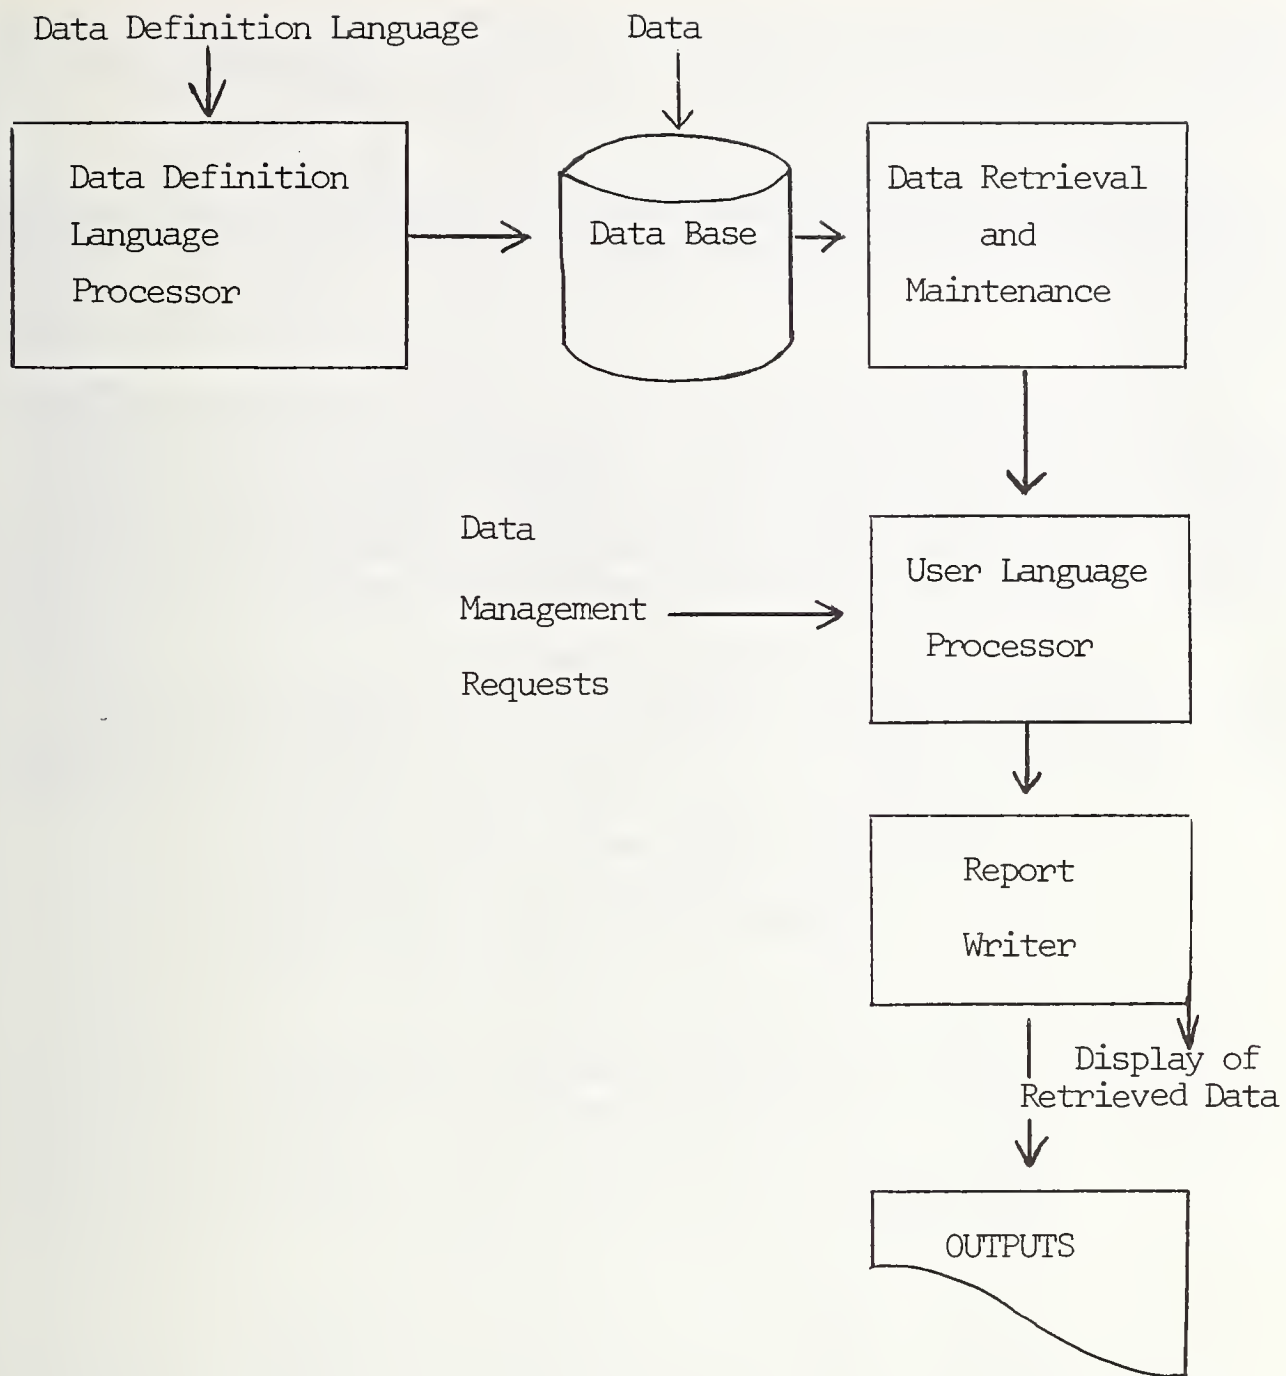 Data Definition Language
Data
Data Definition
Language
Processor
Data Base
Data Retrieval
and
Maintenance
Data
Management
Requests
User Language
Processor
Report
Writer
Display of
Retrieved Data
OUTPUTS